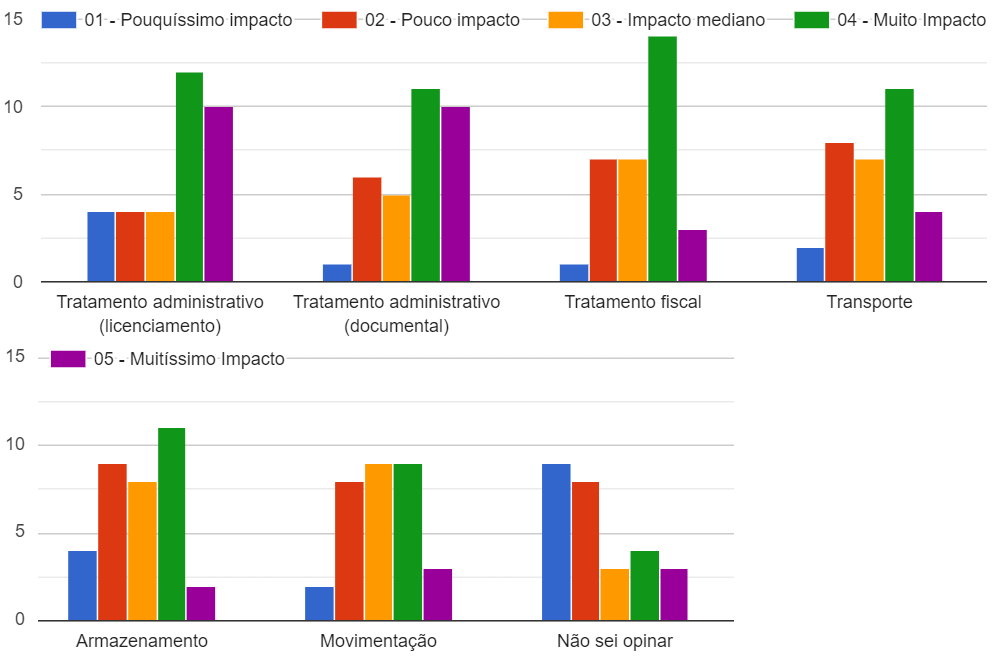 15
01 - Pouquíssimo impacto
02 - Pouco impacto
03 - Impacto mediano
04 - Muito Impacto
10
5
0
Tratamento administrativo
(licenciamento)
Tratamento administrativo
(documental)
Tratamento fiscal
Transporte
15
05 - Muitíssimo Impacto
10
5
0
Armazenamento
Movimentação
Não sei opinar